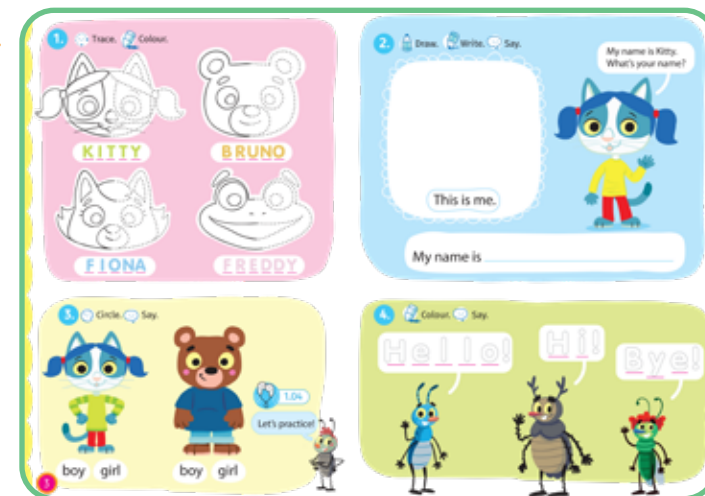 1. Trace. Colour.
KITTY
BRUNO
FIONA
FREDDY
2. Draw. Write. Say.
My name is Kitty.
What's your name?
This is me.
My name is
3. Circle. Say.
1.04
Let's practice!
boy girl
boy girl
3
4. Colour. Say.
Hello!
Hi!
Bye!